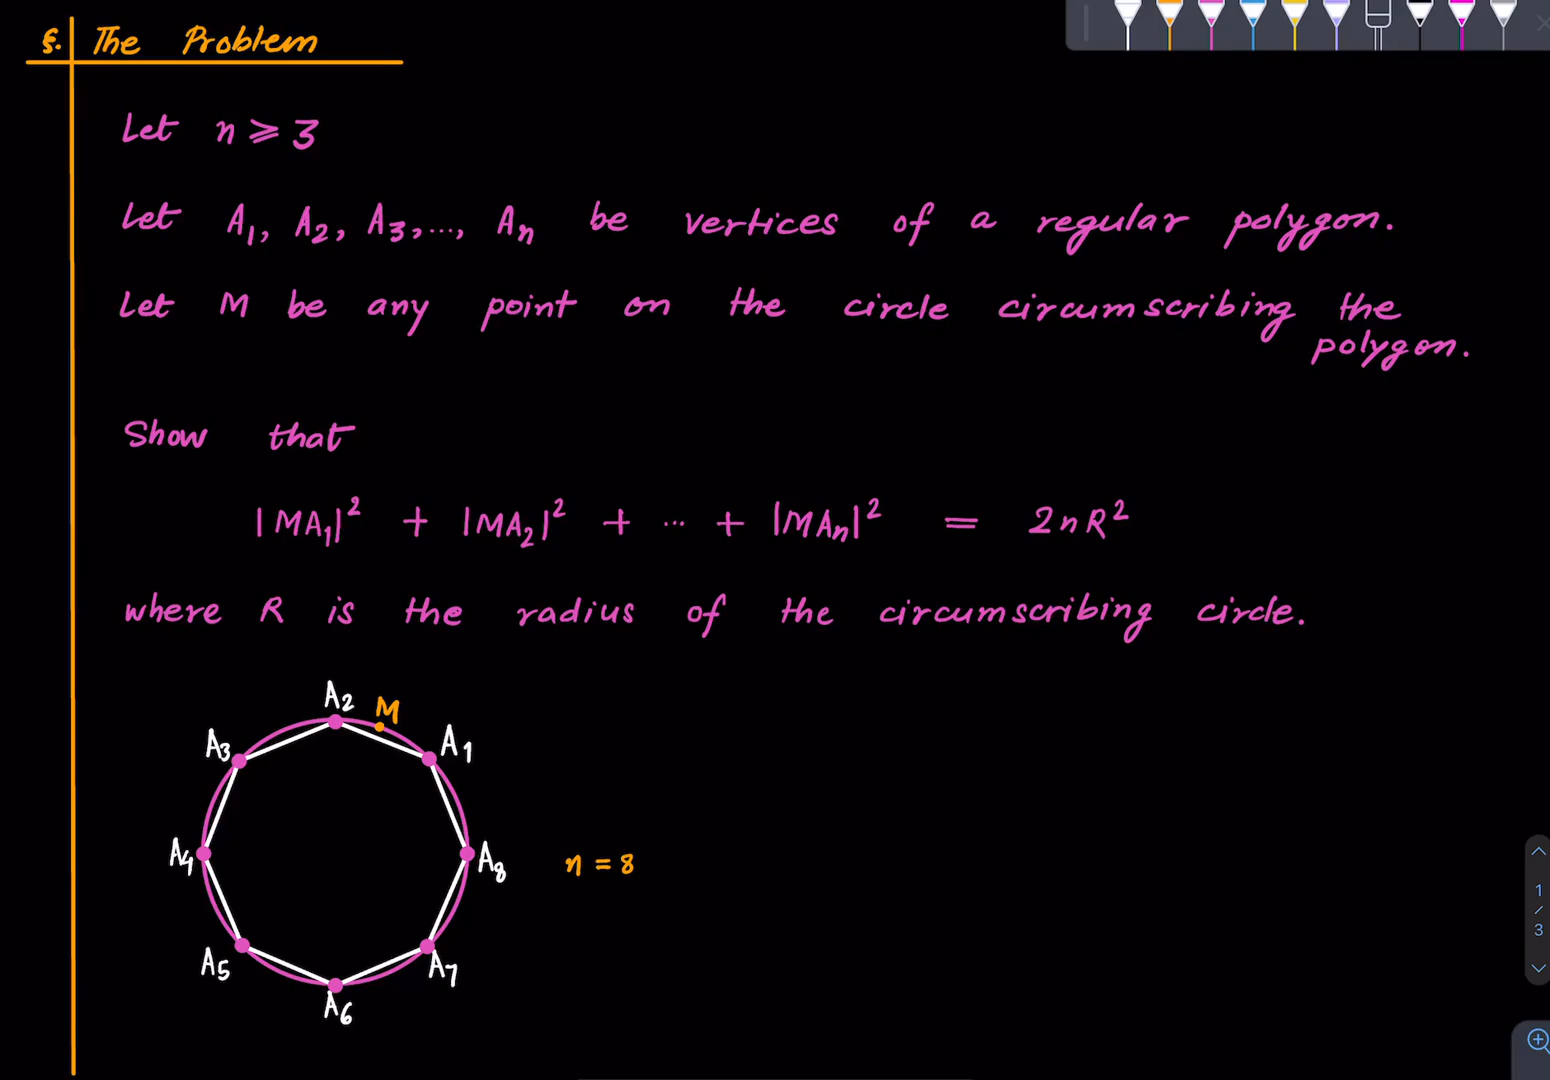 §. The Problem
Let n ⩾ 3
Let A₁, A₂, A₃,..., Aₙ be vertices of a regular polygon.
Let M be any point on the circle circumscribing the
polygon.
Show that
|MA₁|² + |MA₂|² + ... + |MAₙ|² = 2nR²
where R is the radius of the circumscribing circle.
A₂
M
A₃
A₁
A₄
A₈
n = 8
A₅
A₇
A₆
1
/
3